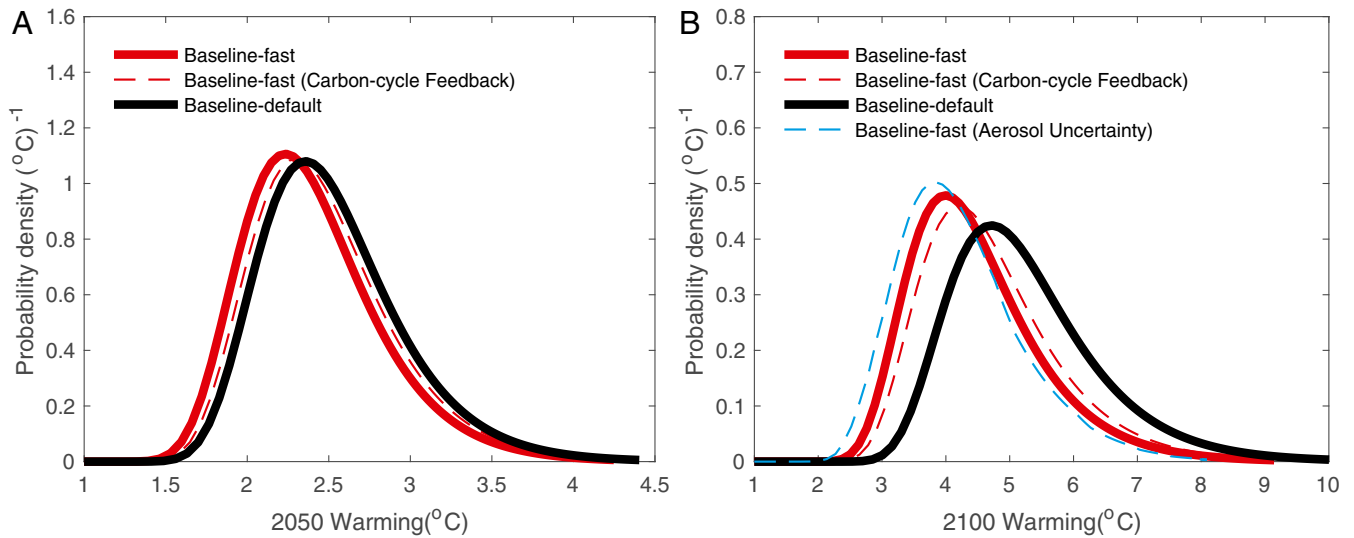 A
Baseline-fast
Baseline-fast (Carbon-cycle Feedback)
Baseline-default
Probability density (°C)⁻¹
1.6
1.4
1.2
1
0.8
0.6
0.4
0.2
0
1 1.5 2 2.5 3 3.5 4 4.5
2050 Warming(°C)
B
Baseline-fast
Baseline-fast (Carbon-cycle Feedback)
Baseline-default
Baseline-fast (Aerosol Uncertainty)
Probability density (°C)⁻¹
0.8
0.7
0.6
0.5
0.4
0.3
0.2
0.1
0
1 2 3 4 5 6 7 8 9 10
2100 Warming(°C)